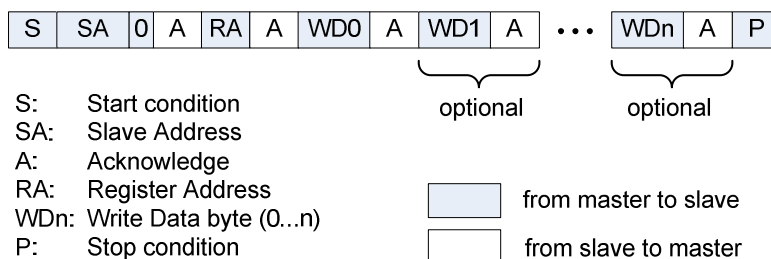 S SA 0 A RA A WD0 A WD1 A ••• WDn A P
optional optional
S: Start condition
SA: Slave Address
A: Acknowledge
RA: Register Address
WDn: Write Data byte (0...n)
P: Stop condition
from master to slave
from slave to master